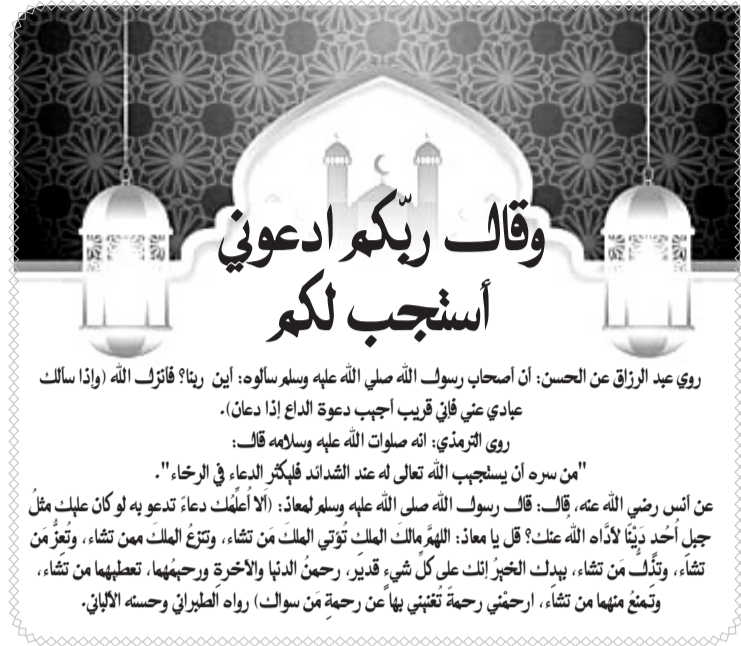 وقال ربّكم ادعوني
أستجب لكم
روي عبد الرزاق عن الحسن: أن أصحاب رسول الله صلي الله عليه وسلم سألوه: أين ربنا؟ فأنزل الله (وإذا سألك
عبادي عني فإني قريب أجيب دعوة الداع إذا دعان).
روى الترمذي: انه صلوات الله عليه وسلامه قال:
"من سره أن يستجيب الله تعالى له عند الشدائد فليكثر الدعاء في الرخاء".
عن أنس رضي الله عنه، قال: قال رسول الله صلى الله عليه وسلم لمعاذ: (ألا أُعلِّمُك دعاءً تدعو به لو كان عليك مثلُ
جبلِ أُحُدٍ دَيْنًا لأدَّاه الله عنك؟ قل يا معاذ: اللهمَّ مالكَ الملكِ تُؤتي الملكَ مَن تشاء، وتنزعُ الملكَ ممن تشاء، وتُعِزُّ مَن
تشاء، وتذلُّ مَن تشاء، بيدك الخيرُ إنك على كلِّ شيءٍ قدير، رحمنُ الدنيا والآخرةِ ورحيمُهما، تعطيهما من تشاء،
وتمنعُ منهما من تشاء، ارحمْني رحمةً تُغنيني بها عن رحمةِ مَن سواك) رواه الطبراني وحسنه الألباني.